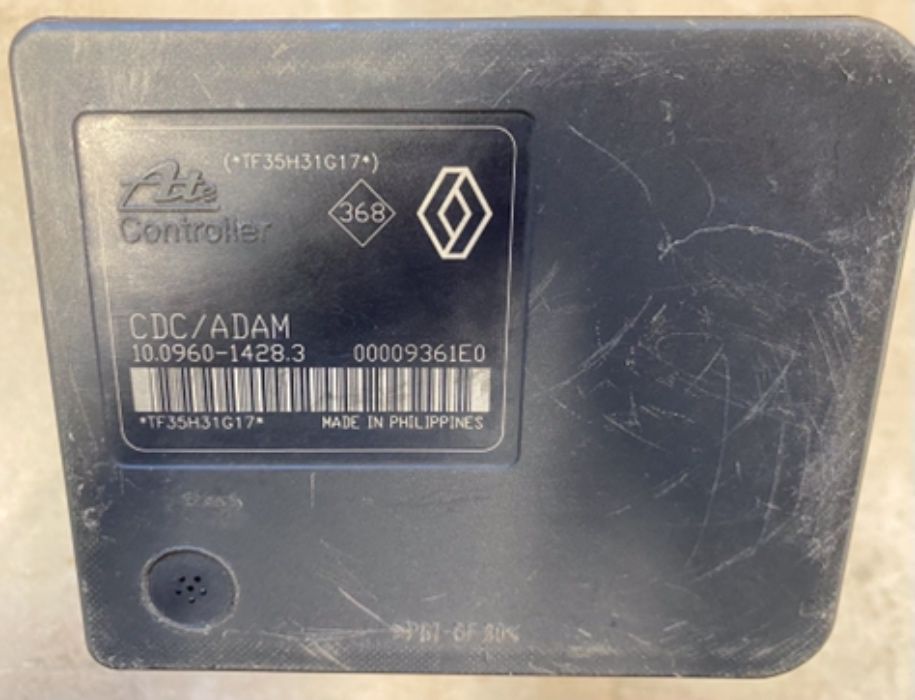 (*TF35H31G17*)
Ate
Controller
368
CDC/ADAM
10.0960-1428.3 00009361E0
*TF35H31G17* MADE IN PHILIPPINES